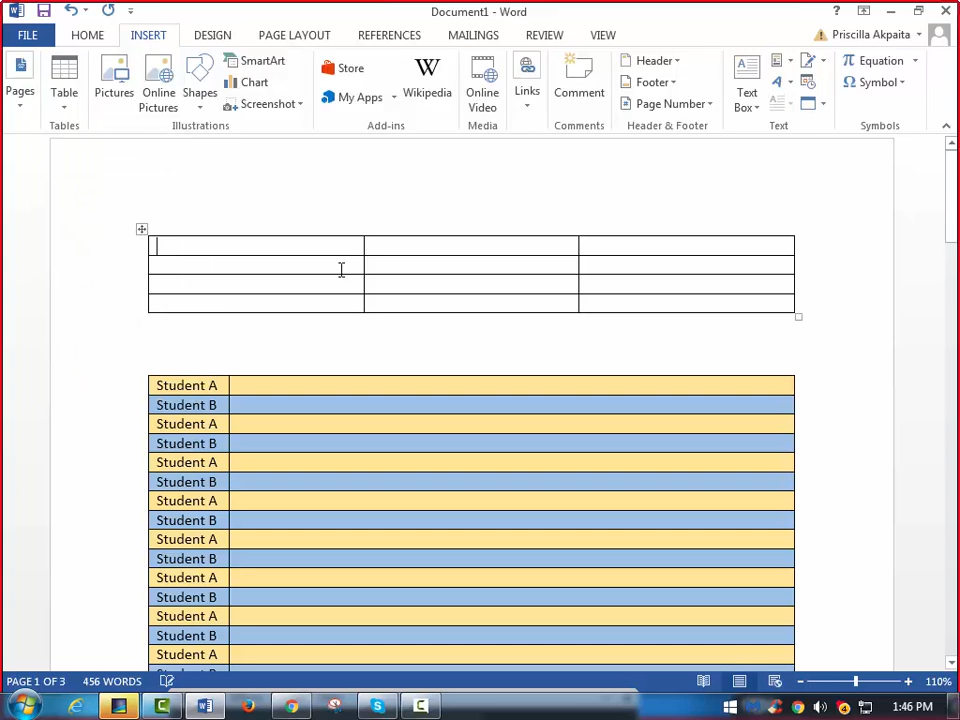 Document1 - Word
?
FILE HOME INSERT DESIGN PAGE LAYOUT REFERENCES MAILINGS REVIEW VIEW Priscilla Akpaita
Pages
Table
Pictures
Online Pictures
Shapes
SmartArt
Chart
Screenshot
Store
My Apps
Wikipedia
Online Video
Links
Comment
Header
Footer
Page Number
Text Box
Equation
Symbol
Tables Illustrations Add-ins Media Comments Header & Footer Text Symbols
Student A
Student B
Student A
Student B
Student A
Student B
Student A
Student B
Student A
Student B
Student A
Student B
Student A
Student B
Student A
PAGE 1 OF 3 456 WORDS 110%
1:46 PM